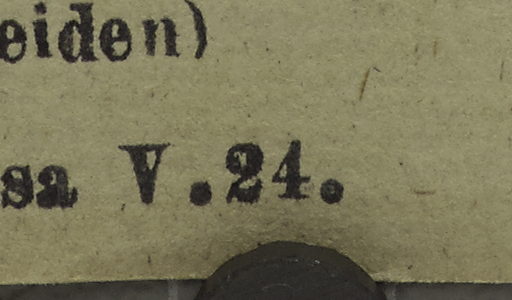 eiden)
sa V.24.